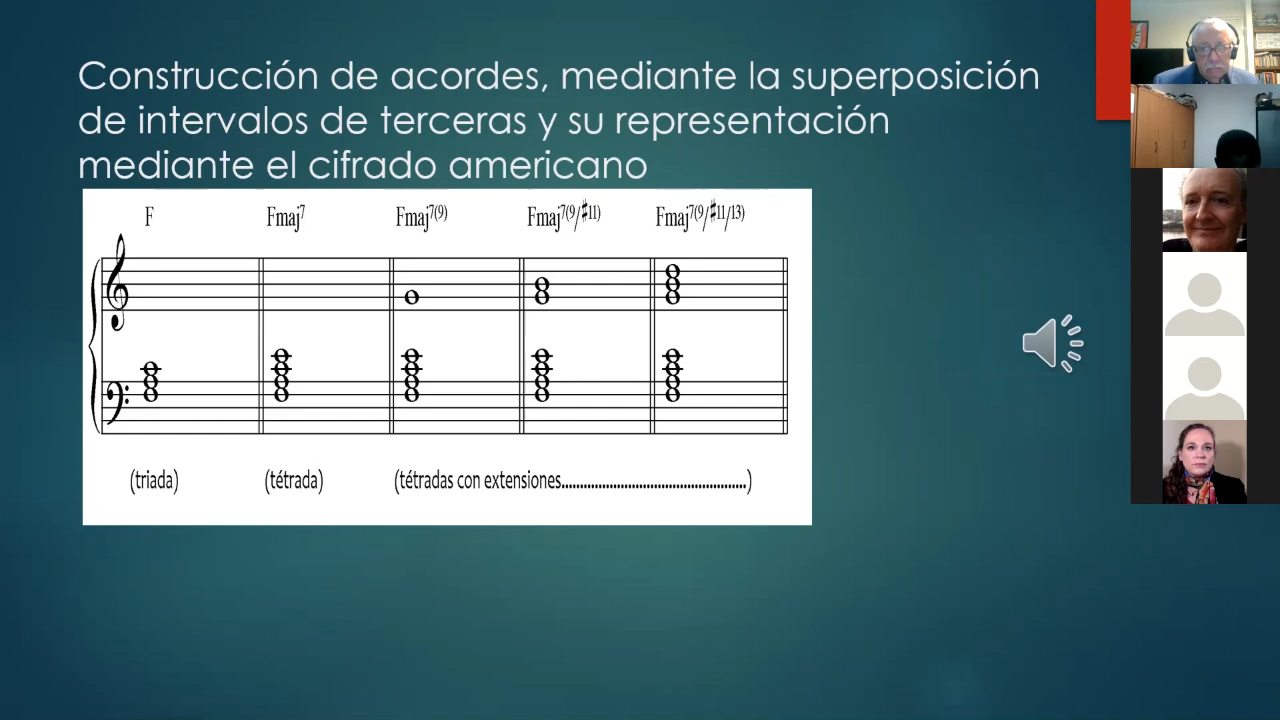 Construcción de acordes, mediante la superposición
de intervalos de terceras y su representación
mediante el cifrado americano
F Fmaj7 Fmaj7(9) Fmaj7(9/♯11) Fmaj7(9/♯11/13)
(triada) (tétrada) (tétradas con extensiones.................................................)